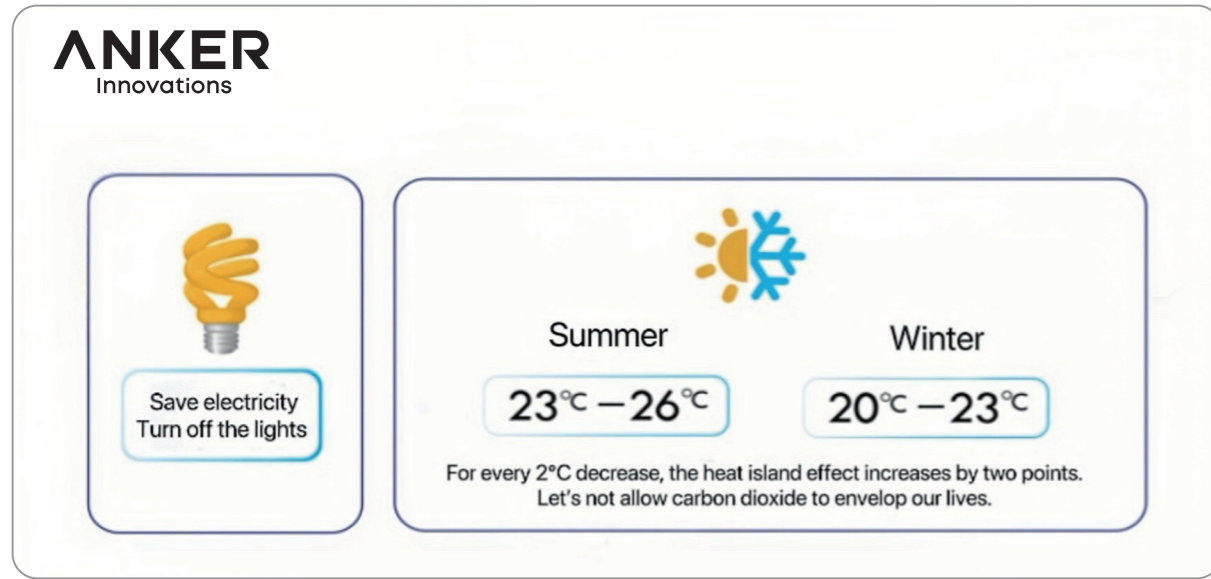 ANKER
Innovations
Save electricity
Turn off the lights
Summer
Winter
23℃ – 26℃
20℃ – 23℃
For every 2°C decrease, the heat island effect increases by two points.
Let's not allow carbon dioxide to envelop our lives.